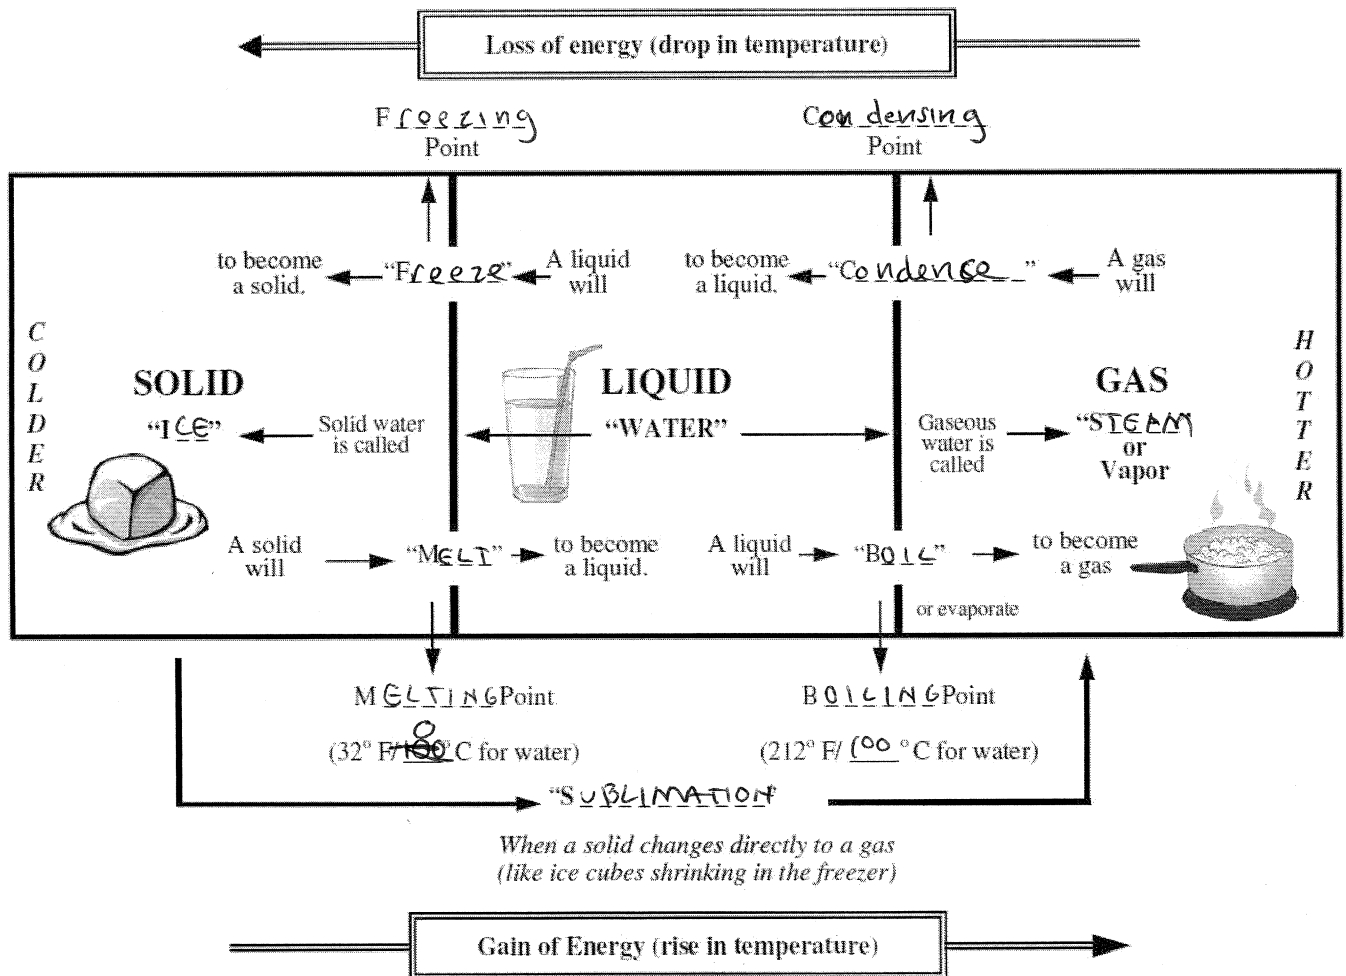 Loss of energy (drop in temperature)
Freezing
Point
Condensing
Point
to become
a solid.
“Freeze”
A liquid
will
to become
a liquid.
“Condense”
A gas
will
COLDER
SOLID
“ICE”
Solid water
is called
LIQUID
“WATER”
Gaseous
water is
called
GAS
“STEAM
or
Vapor
HOTTER
A solid
will
“MELT”
to become
a liquid.
A liquid
will
“BOIL”
to become
a gas
or evaporate
MELTING Point
(32° F/ 0 °C for water)
BOILING Point
(212° F/ 100 °C for water)
“SUBLIMATION”
When a solid changes directly to a gas
(like ice cubes shrinking in the freezer)
Gain of Energy (rise in temperature)